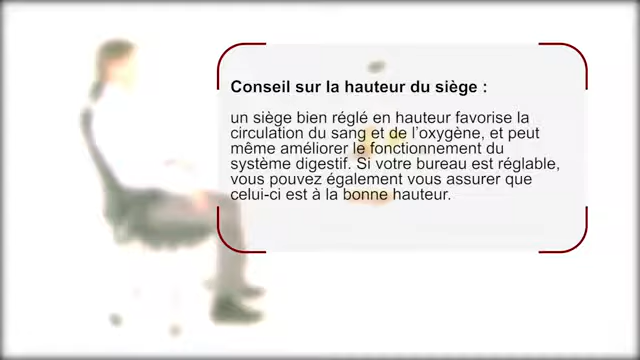 Conseil sur la hauteur du siège :
un siège bien réglé en hauteur favorise la
circulation du sang et de l’oxygène, et peut
même améliorer le fonctionnement du
système digestif. Si votre bureau est réglable,
vous pouvez également vous assurer que
celui-ci est à la bonne hauteur.